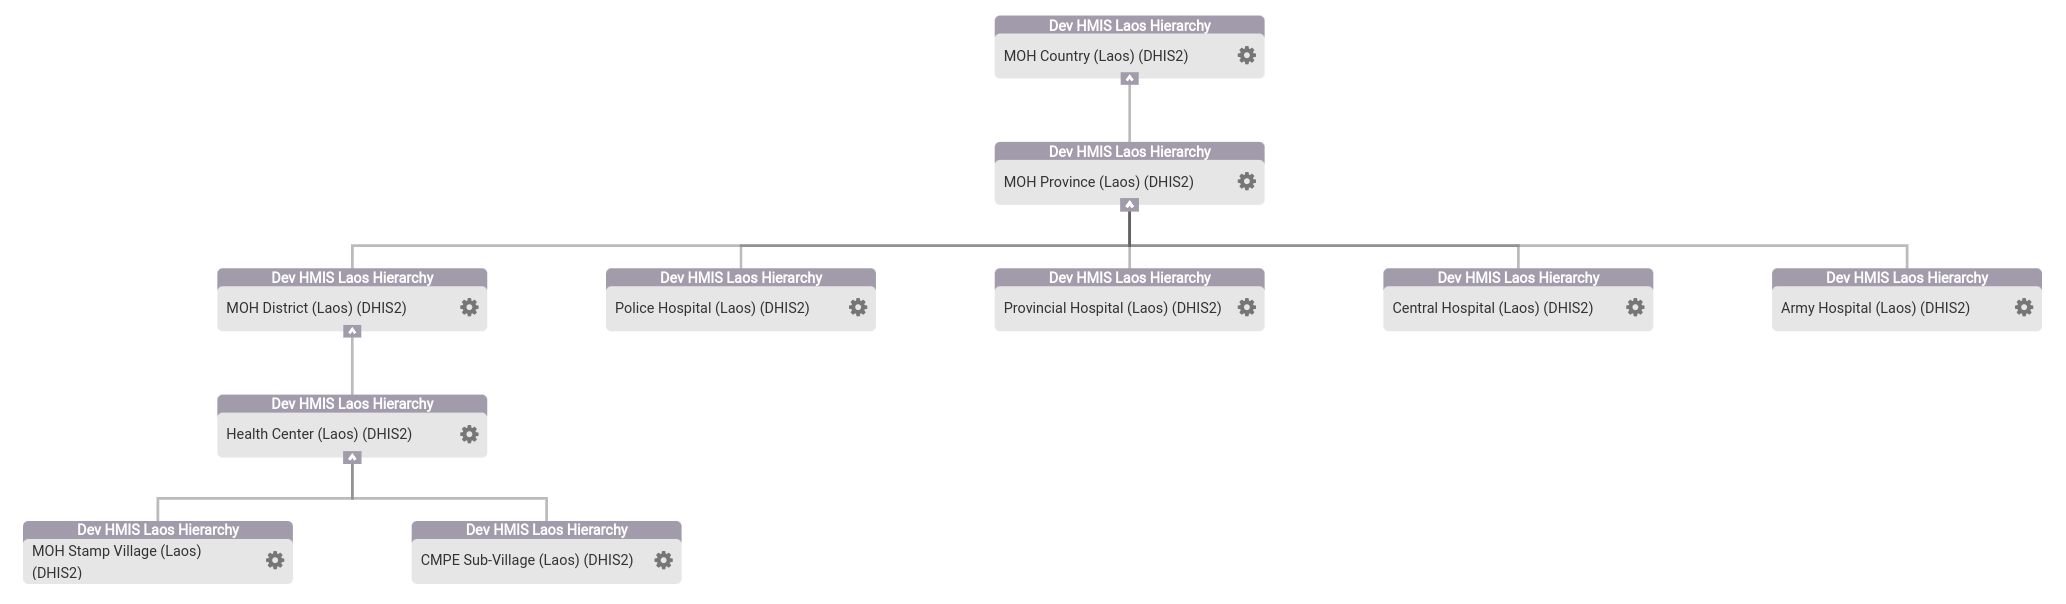 Dev HMIS Laos Hierarchy
MOH Country (Laos) (DHIS2)
Dev HMIS Laos Hierarchy
MOH Province (Laos) (DHIS2)
Dev HMIS Laos Hierarchy
MOH District (Laos) (DHIS2)
Dev HMIS Laos Hierarchy
Police Hospital (Laos) (DHIS2)
Dev HMIS Laos Hierarchy
Provincial Hospital (Laos) (DHIS2)
Dev HMIS Laos Hierarchy
Central Hospital (Laos) (DHIS2)
Dev HMIS Laos Hierarchy
Army Hospital (Laos) (DHIS2)
Dev HMIS Laos Hierarchy
Health Center (Laos) (DHIS2)
Dev HMIS Laos Hierarchy
MOH Stamp Village (Laos)
(DHIS2)
Dev HMIS Laos Hierarchy
CMPE Sub-Village (Laos) (DHIS2)